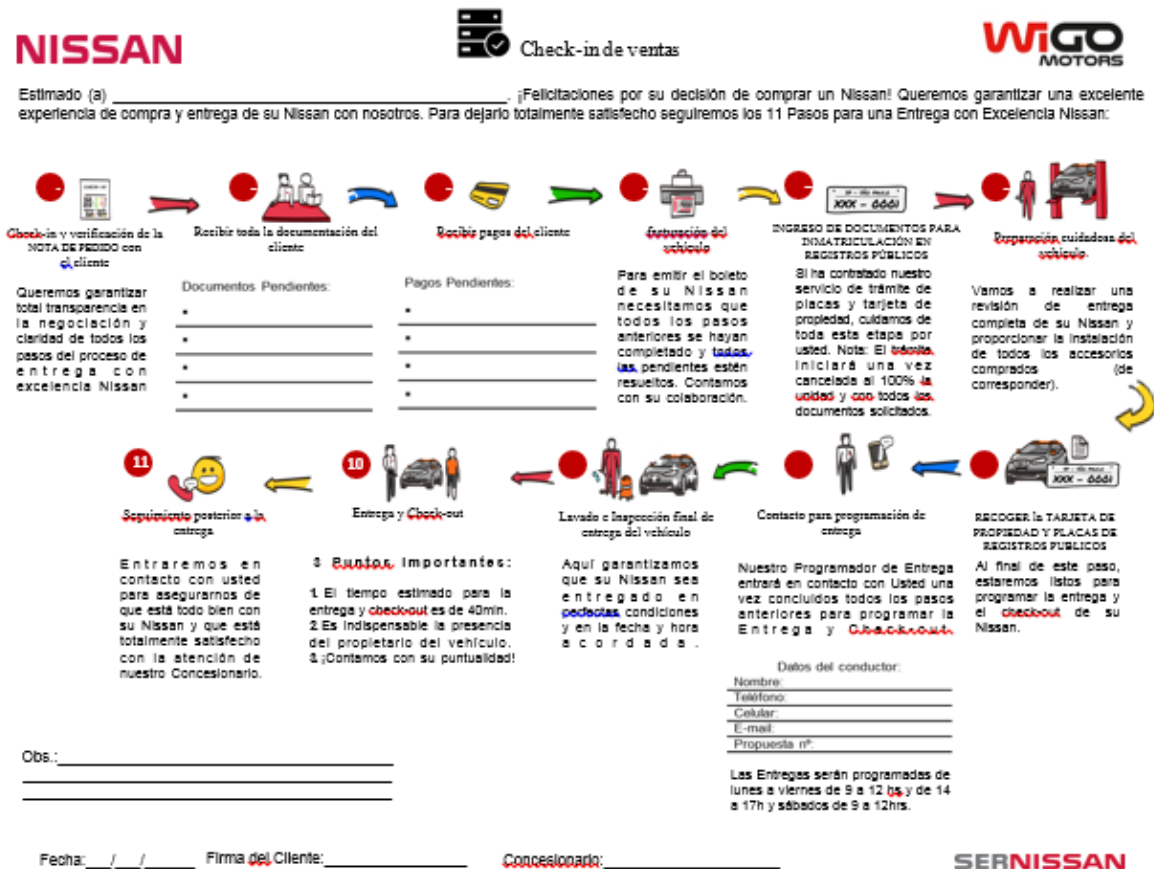 NISSAN
Check-in de ventas
WiGO
MOTORS
Estimado (a) ______. ¡Felicitaciones por su decisión de comprar un Nissan! Queremos garantizar una excelente
experiencia de compra y entrega de su Nissan con nosotros. Para dejarlo totalmente satisfecho seguiremos los 11 Pasos para una Entrega con Excelencia Nissan:
Check-in y verificación de la
NOTA DE PEDIDO con
el cliente
Queremos garantizar
total transparencia en
la negociación y
claridad de todos los
pasos del proceso de
entrega con
excelencia Nissan
Recibir toda la documentación del
cliente
Documentos Pendientes:
Recibir pagos del cliente
Pagos Pendientes:
facturación del
vehículo
Para emitir el boleto
de su Nissan
necesitamos que
todos los pasos
anteriores se hayan
completado y todos
las pendientes estén
resueltos. Contamos
con su colaboración.
XXX - 6661
INGRESO DE DOCUMENTOS PARA
INMATRICULACIÓN EN
REGISTROS PÚBLICOS
Si ha contratado nuestro
servicio de trámite de
placas y tarjeta de
propiedad, cuidamos de
toda esta etapa por
usted. Nota: El trámite
iniciará una vez
cancelada al 100% la
unidad y con todos los
documentos solicitados.
Preparación cuidadosa del
vehículo.
Vamos a realizar una
revisión de entrega
completa de su Nissan y
proporcionar la instalación
de todos los accesorios
comprados (de
corresponder).
XXX - 6661
RECOGER la TARJETA DE
PROPIEDAD Y PLACAS DE
REGISTROS PUBLICOS
Al final de este paso,
estaremos listos para
programar la entrega y
el check-out de su
Nissan.
Contacto para programación de
entrega
Nuestro Programador de Entrega
entrará en contacto con Usted una
vez concluidos todos los pasos
anteriores para programar la
Entrega y Check-out.
Datos del conductor:
Nombre:
Teléfono:
Celular:
E-mail:
Propuesta nº:
Las Entregas serán programadas de
lunes a viernes de 9 a 12 hs y de 14
a 17h y sábados de 9 a 12hrs.
Lavado e Inspección final de
entrega del vehículo
Aquí garantizamos
que su Nissan sea
entregado en
perfectas condiciones
y en la fecha y hora
acordada.
10
Entrega y Check-out
3 Puntos Importantes:
1. El tiempo estimado para la
entrega y check-out es de 40min.
2. Es indispensable la presencia
del propietario del vehículo.
3. ¡Contamos con su puntualidad!
11
Seguimiento posterior a la
entrega
Entraremos en
contacto con usted
para asegurarnos de
que está todo bien con
su Nissan y que está
totalmente satisfecho
con la atención de
nuestro Concesionario.
Obs.:______
Fecha:___/___/______ Firma del Cliente:______ Concesionario:______
SERNISSAN